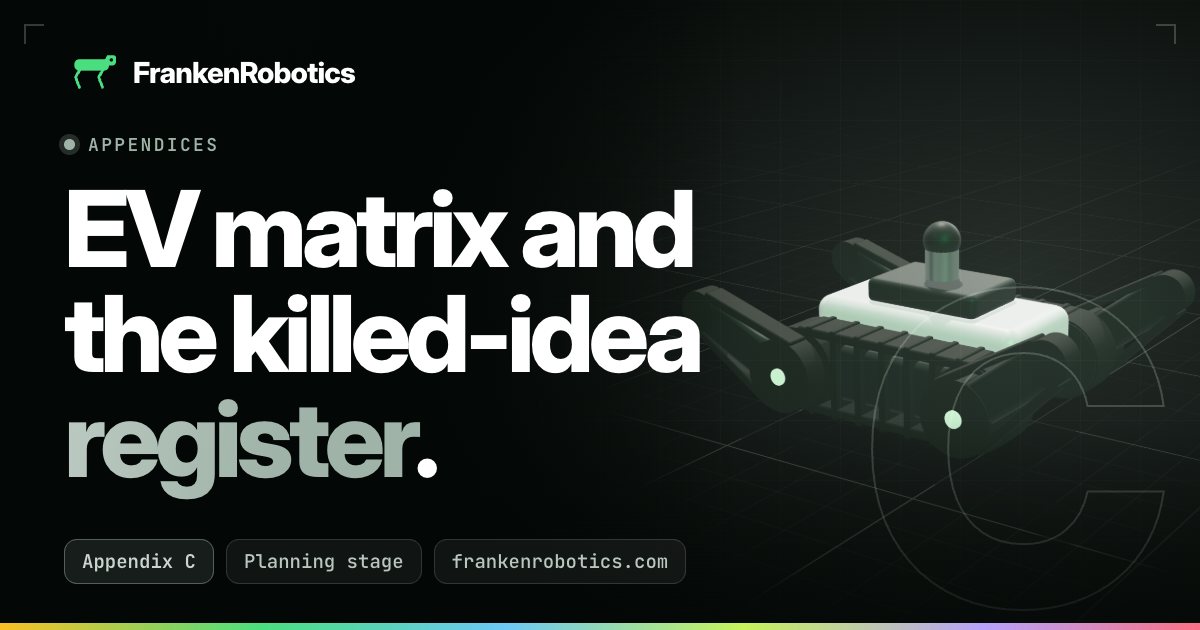 FrankenRobotics
APPENDICES
EV matrix and
the killed-idea
register.
Appendix C
Planning stage
frankenrobotics.com
C